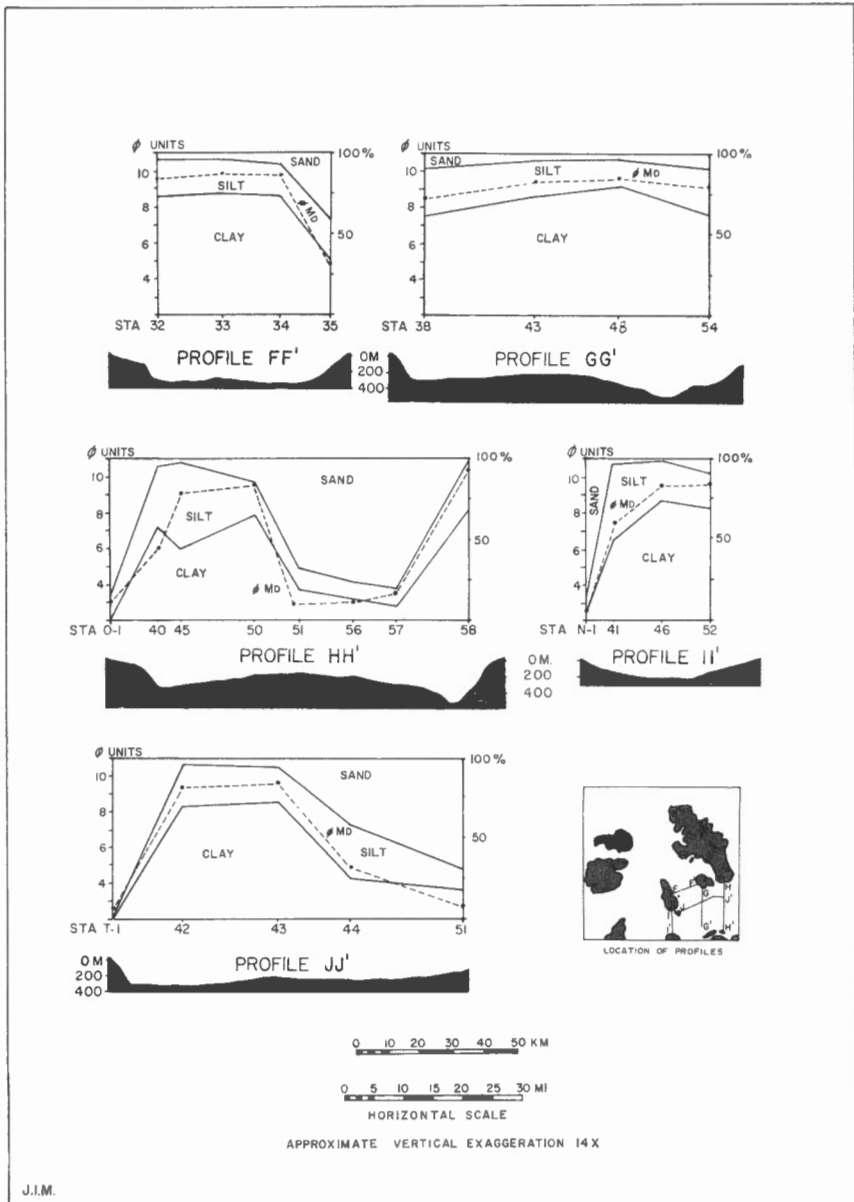 ϕ UNITS
100%
SAND
10
SILT
8
ϕ MD
6
CLAY
50
4
STA 32 33 34 35
PROFILE FF'
0M
200
400
ϕ UNITS
100%
SAND
10
SILT
ϕ MD
8
CLAY
50
6
4
STA 38 43 48 54
PROFILE GG'
ϕ UNITS
100%
10
SAND
8
SILT
6
50
CLAY
4
ϕ MD
STA O-1 40 45 50 51 56 57 58
PROFILE HH'
0M.
200
400
ϕ UNITS
100%
10
SAND
SILT
8
ϕ MD
6
50
CLAY
4
STA N-1 41 46 52
PROFILE II'
ϕ UNITS
100%
10
SAND
8
ϕ MD
50
6
CLAY
SILT
4
STA T-1 42 43 44 51
PROFILE JJ'
0M
200
400
F F' G H
J J'
I' G' H'
LOCATION OF PROFILES
0 10 20 30 40 50 KM
0 5 10 15 20 25 30 MI
HORIZONTAL SCALE
APPROXIMATE VERTICAL EXAGGERATION 14X
J.I.M.